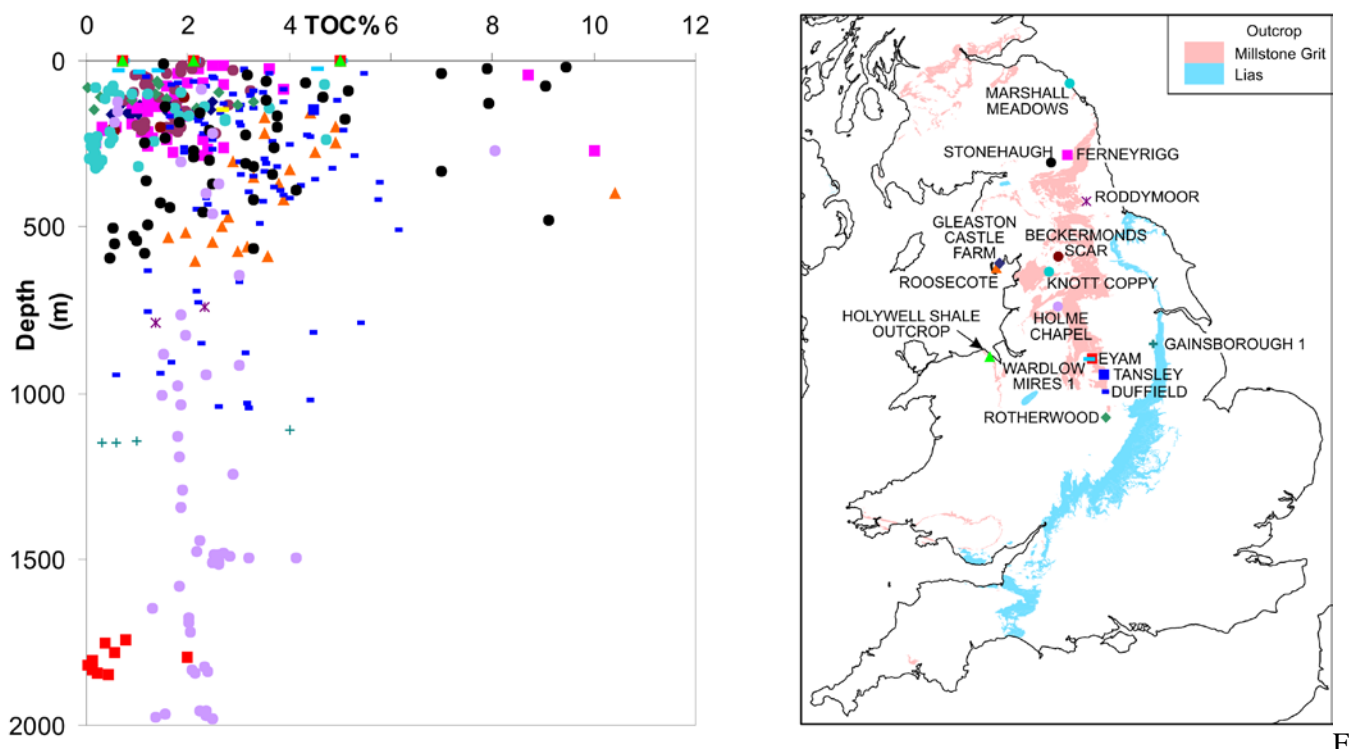 0 2 TOC% 4 6 8 10 12
0
500
Depth
(m)
1000
1500
2000
Outcrop
Millstone Grit
Lias
MARSHALL
MEADOWS
STONEHAUGH
FERNEYRIGG
RODDYMOOR
GLEASTON
CASTLE
FARM
BECKERMONDS
SCAR
ROOSECOTE
KNOTT COPPY
HOLYWELL SHALE
OUTCROP
HOLME
CHAPEL
GAINSBOROUGH 1
EYAM
WARDLOW
MIRES 1
TANSLEY
DUFFIELD
ROTHERWOOD